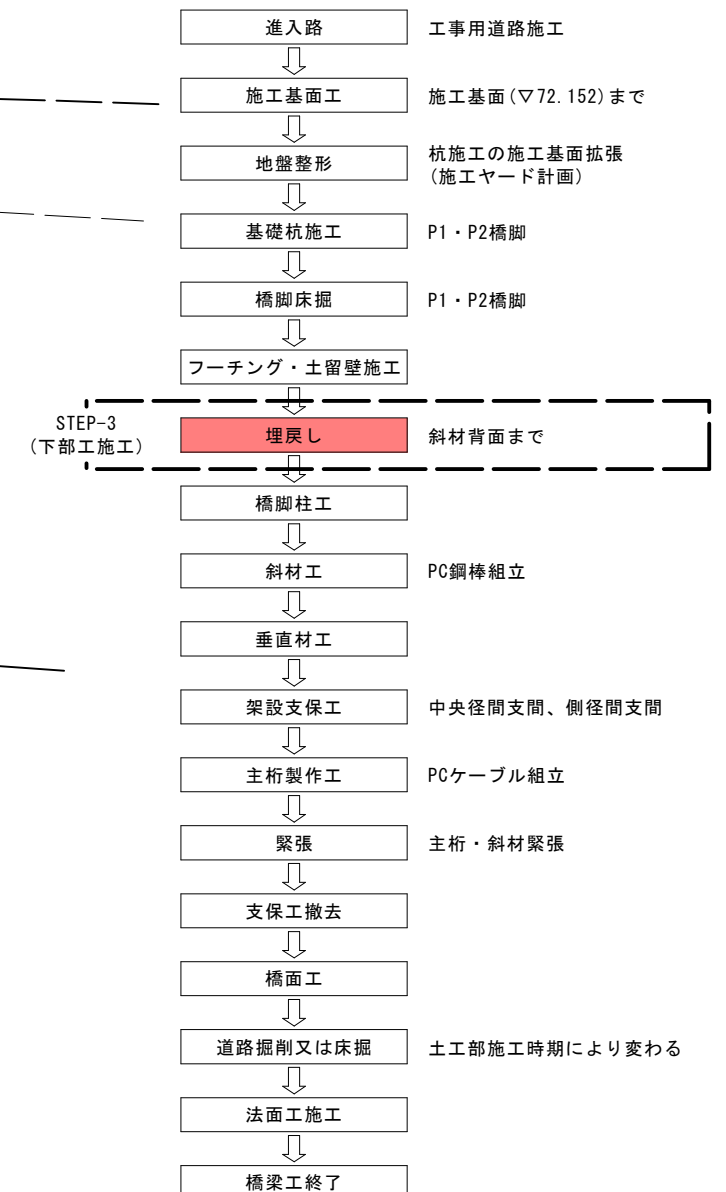 進入路
工事用道路施工
施工基面工
施工基面(▽72.152)まで
地盤整形
杭施工の施工基面拡張
(施工ヤード計画)
基礎杭施工
P1・P2橋脚
橋脚床掘
P1・P2橋脚
フーチング・土留壁施工
STEP-3
(下部工施工)
埋戻し
斜材背面まで
橋脚柱工
斜材工
PC鋼棒組立
垂直材工
架設支保工
中央径間支間、側径間支間
主桁製作工
PCケーブル組立
緊張
主桁・斜材緊張
支保工撤去
橋面工
道路掘削又は床掘
土工部施工時期により変わる
法面工施工
橋梁工終了